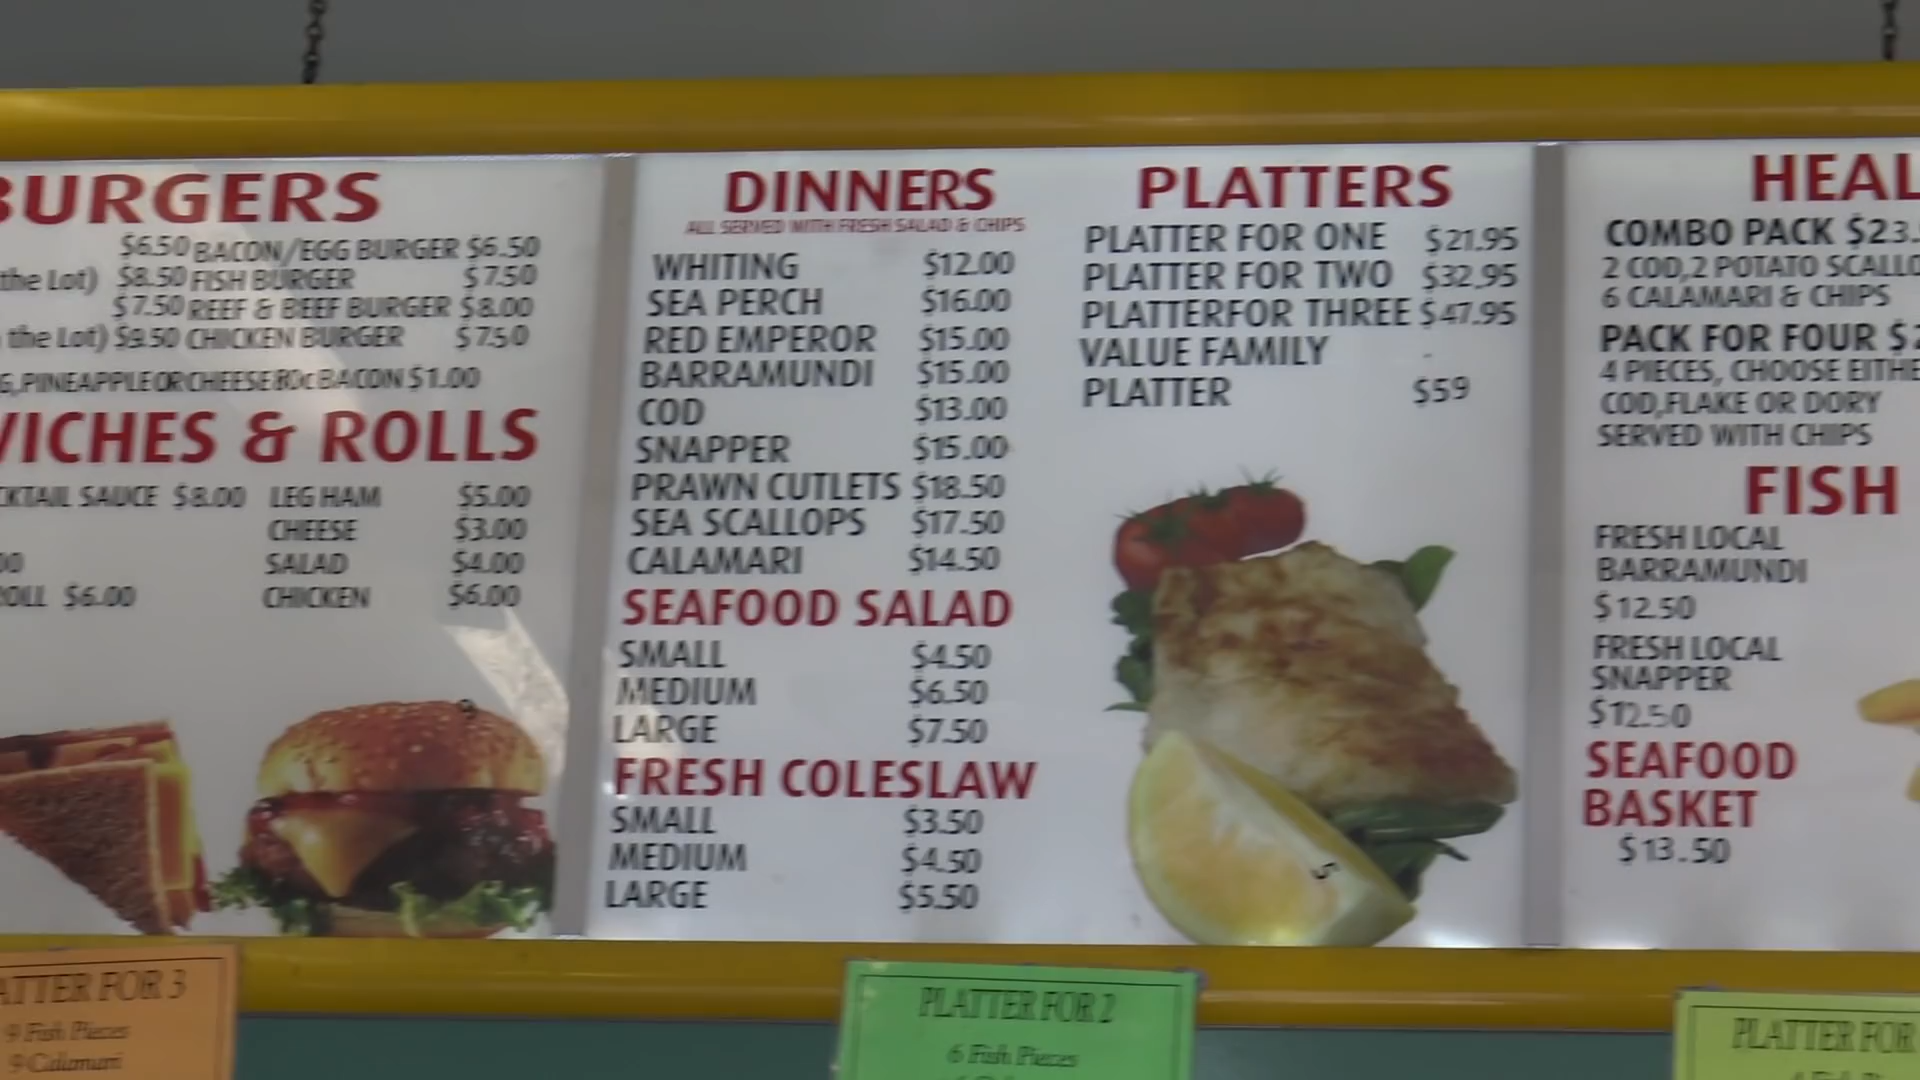 BURGERS
$6.50 BACON/EGG BURGER $6.50
the Lot) $8.50 FISH BURGER $7.50
$7.50 REEF & BEEF BURGER $8.00
the Lot) $9.50 CHICKEN BURGER $7.50
G, PINEAPPLE OR CHEESE 80c BACON $1.00
WICHES & ROLLS
CKTAIL SAUCE $8.00 LEG HAM $5.00
CHEESE $3.00
00 SALAD $4.00
ROLL $6.00 CHICKEN $6.00
DINNERS
ALL SERVED WITH FRESH SALAD & CHIPS
WHITING $12.00
SEA PERCH $16.00
RED EMPEROR $15.00
BARRAMUNDI $15.00
COD $13.00
SNAPPER $15.00
PRAWN CUTLETS $18.50
SEA SCALLOPS $17.50
CALAMARI $14.50
SEAFOOD SALAD
SMALL $4.50
MEDIUM $6.50
LARGE $7.50
FRESH COLESLAW
SMALL $3.50
MEDIUM $4.50
LARGE $5.50
PLATTERS
PLATTER FOR ONE $21.95
PLATTER FOR TWO $32.95
PLATTERFOR THREE $47.95
VALUE FAMILY
PLATTER $59
HEAL
COMBO PACK $23.
2 COD,2 POTATO SCALLO
6 CALAMARI & CHIPS
PACK FOR FOUR $2
4 PIECES, CHOOSE EITHE
COD,FLAKE OR DORY
SERVED WITH CHIPS
FISH
FRESH LOCAL
BARRAMUNDI
$12.50
FRESH LOCAL
SNAPPER
$12.50
SEAFOOD
BASKET
$13.50
ATTER FOR 3
9 Fish Pieces
9 Calamari
PLATTER FOR 2
6 Fish Pieces
PLATTER FOR